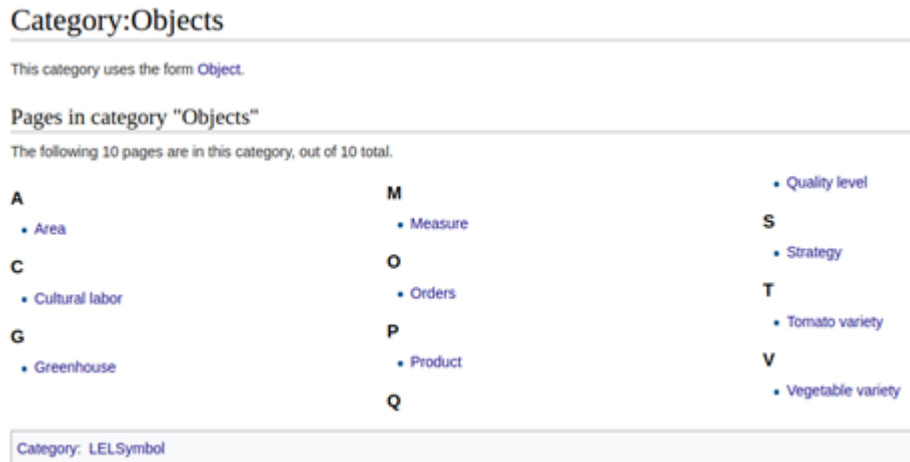 Category:Objects
This category uses the form Object.
Pages in category "Objects"
The following 10 pages are in this category, out of 10 total.
A
• Area
C
• Cultural labor
G
• Greenhouse
M
• Measure
O
• Orders
P
• Product
Q
• Quality level
S
• Strategy
T
• Tomato variety
V
• Vegetable variety
Category: LELSymbol